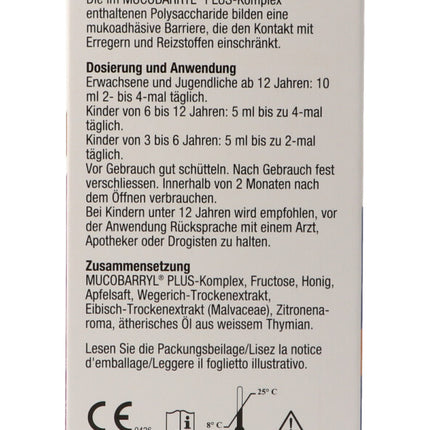 Die im MUCOBARRYL® PLUS-Komplex
enthaltenen Polysaccharide bilden eine
mukoadhäsive Barriere, die den Kontakt mit
Erregern und Reizstoffen einschränkt.
Dosierung und Anwendung
Erwachsene und Jugendliche ab 12 Jahren: 10
ml 2- bis 4-mal täglich.
Kinder von 6 bis 12 Jahren: 5 ml bis zu 4-mal
täglich.
Kinder von 3 bis 6 Jahren: 5 ml bis zu 2-mal
täglich.
Vor Gebrauch gut schütteln. Nach Gebrauch fest
verschliessen. Innerhalb von 2 Monaten nach
dem Öffnen verbrauchen.
Bei Kindern unter 12 Jahren wird empfohlen, vor
der Anwendung Rücksprache mit einem Arzt,
Apotheker oder Drogisten zu halten.
Zusammensetzung
MUCOBARRYL® PLUS-Komplex, Fructose, Honig,
Apfelsaft, Wegerich-Trockenextrakt,
Eibisch-Trockenextrakt (Malvaceae), Zitronena-
roma, ätherisches Öl aus weissem Thymian.
Lesen Sie die Packungsbeilage/Lisez la notice
d'emballage/Leggere il foglietto illustrativo.
25° C
CE
8° C